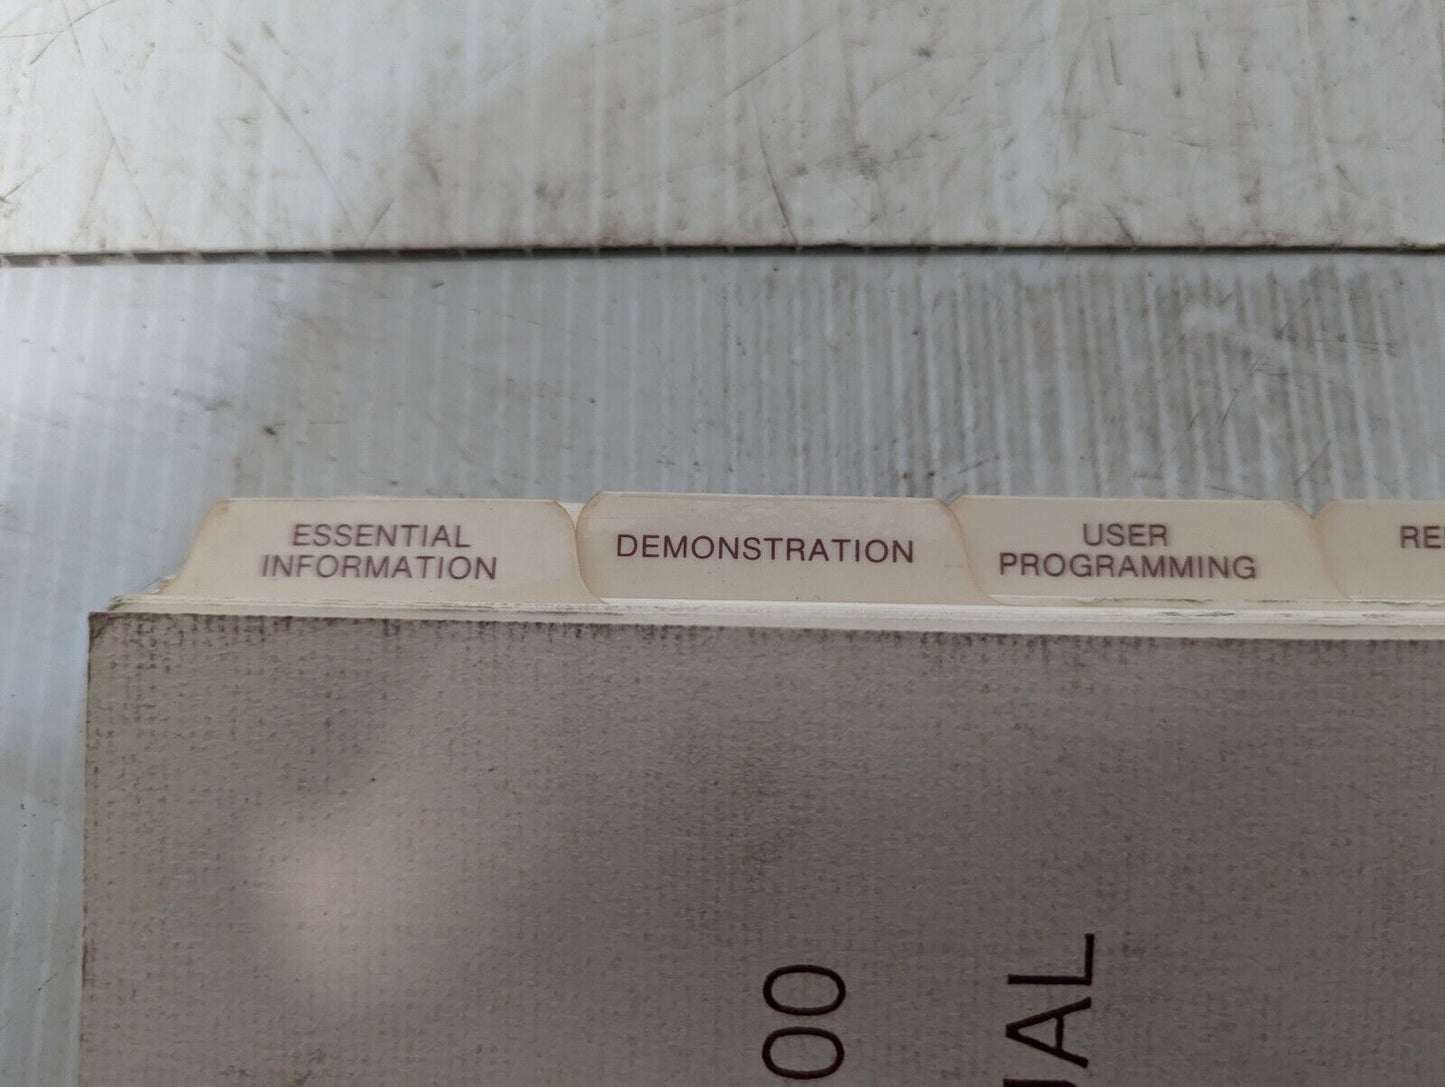 ESSENTIAL
INFORMATION
DEMONSTRATION
USER
PROGRAMMING